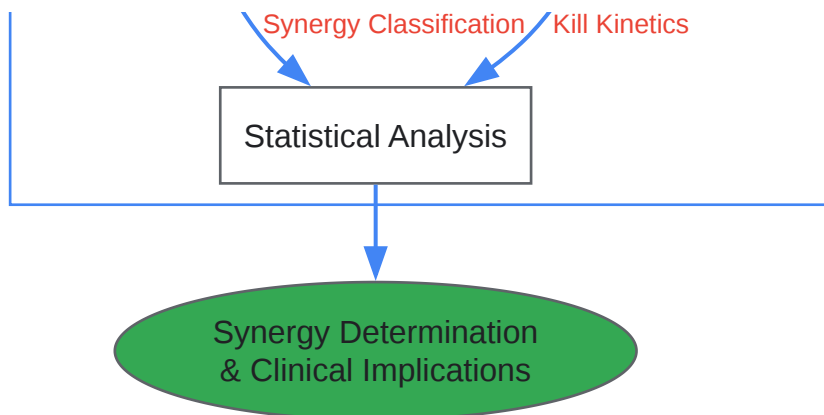 Synergy Classification
Kill Kinetics
Statistical Analysis
Synergy Determination
& Clinical Implications